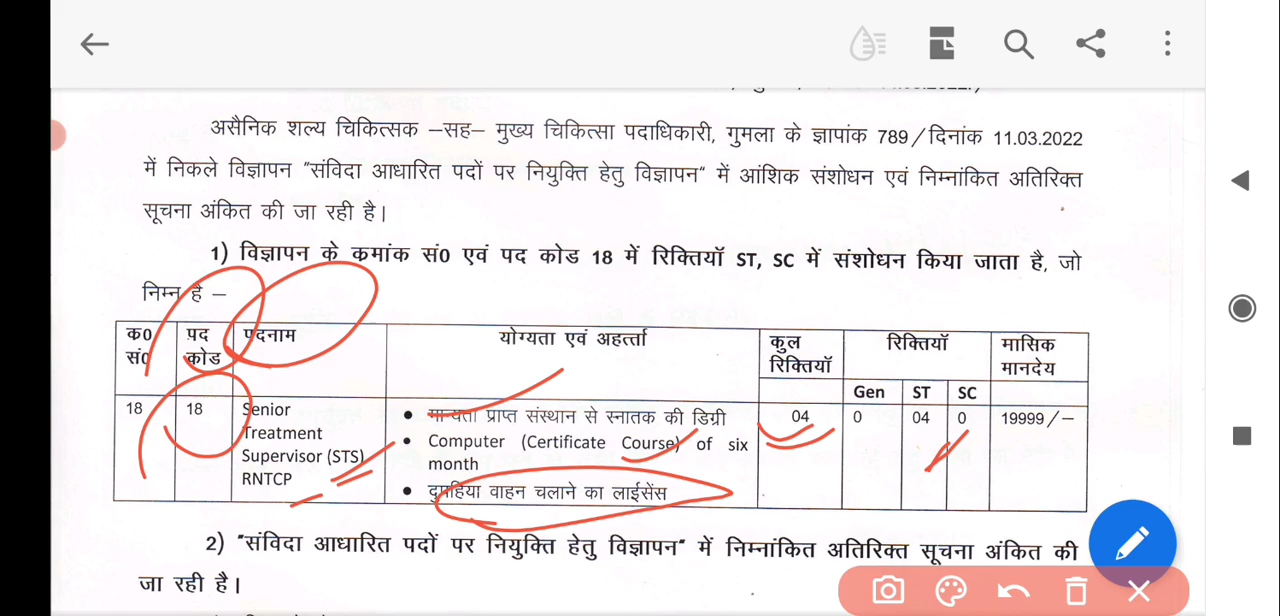 असैनिक शल्य चिकित्सक –सह– मुख्य चिकित्सा पदाधिकारी, गुमला के ज्ञापांक 789/दिनांक 11.03.2022
में निकले विज्ञापन "संविदा आधारित पदों पर नियुक्ति हेतु विज्ञापन" में आंशिक संशोधन एवं निम्नांकित अतिरिक्त
सूचना अंकित की जा रही है।
1) विज्ञापन के कमांक सं0 एवं पद कोड 18 में रिक्तियॉ ST, SC में संशोधन किया जाता है, जो
निम्न है –
क0 सं0 पद कोड पदनाम योग्यता एवं अहर्त्ता कुल रिक्तियॉ रिक्तियॉ मासिक मानदेय
Gen ST SC
18 18 Senior Treatment Supervisor (STS) RNTCP
• मान्यता प्राप्त संस्थान से स्नातक की डिग्री
• Computer (Certificate Course) of six
month
• दुपहिया वाहन चलाने का लाईसेंस
04 0 04 0 19999/–
2) "संविदा आधारित पदों पर नियुक्ति हेतु विज्ञापन" में निम्नांकित अतिरिक्त सूचना अंकित की
जा रही है।